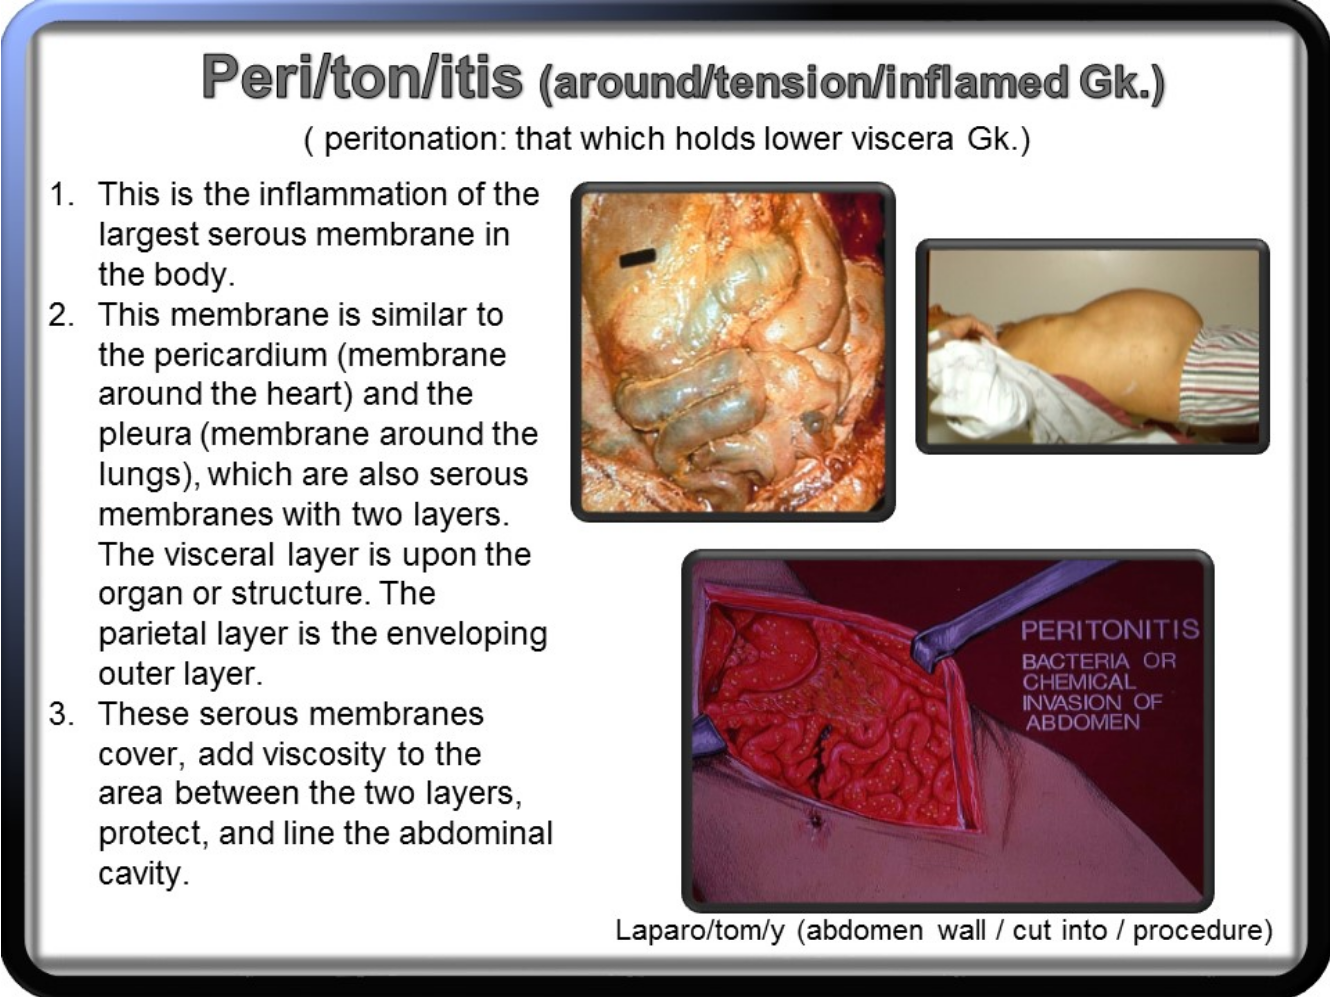 Peri/ton/itis (around/tension/inflamed Gk.)
( peritonation: that which holds lower viscera Gk.)
1. This is the inflammation of the
largest serous membrane in
the body.
2. This membrane is similar to
the pericardium (membrane
around the heart) and the
pleura (membrane around the
lungs), which are also serous
membranes with two layers.
The visceral layer is upon the
organ or structure. The
parietal layer is the enveloping
outer layer.
3. These serous membranes
cover, add viscosity to the
area between the two layers,
protect, and line the abdominal
cavity.
PERITONITIS
BACTERIA OR
CHEMICAL
INVASION OF
ABDOMEN
Laparo/tom/y (abdomen wall / cut into / procedure)